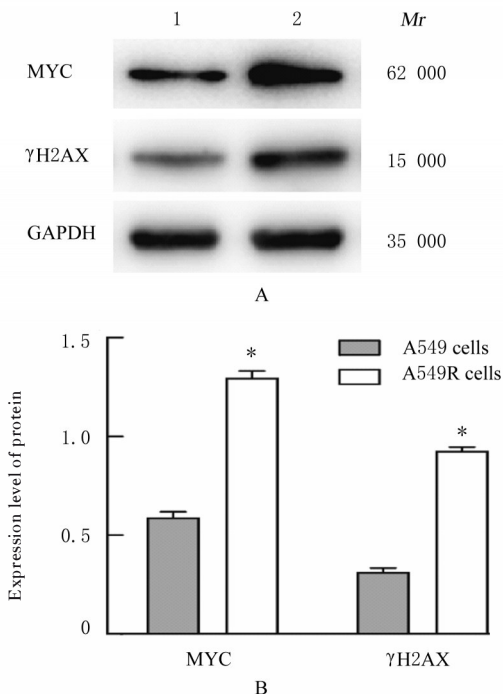 1 2 Mr
MYC 62 000
γH2AX 15 000
GAPDH 35 000
A
1.5
1.0
0.5
0
Expression level of protein
* *
A549 cells
A549R cells
MYC γH2AX
B